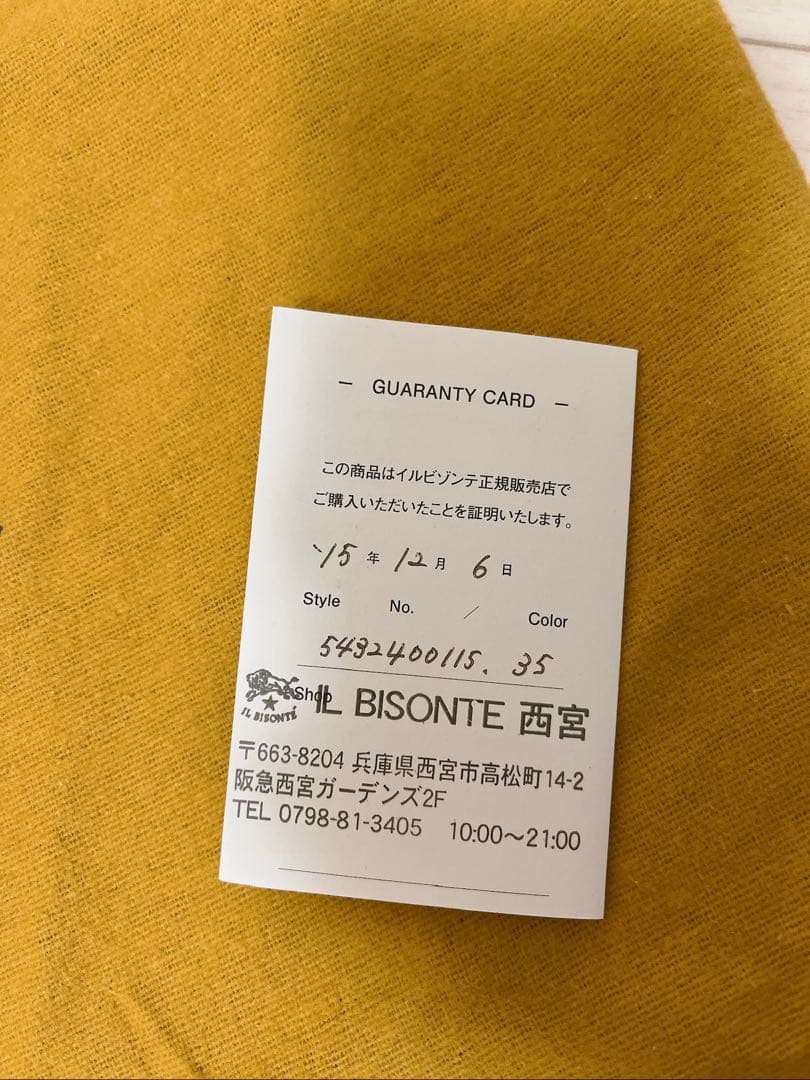 — GUARANTY CARD —
この商品はイルビゾンテ正規販売店で
ご購入いただいたことを証明いたします。
'15 年 12 月 6 日
Style No. / Color
5432400115. 35
IL BISONTE
Shop IL BISONTE 西宮
〒663-8204 兵庫県西宮市高松町14-2
阪急西宮ガーデンズ2F
TEL 0798-81-3405 10:00～21:00